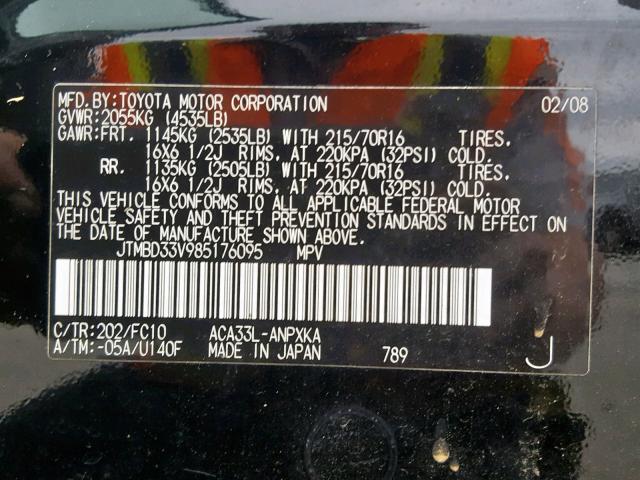 MFD.BY:TOYOTA MOTOR CORPORATION 02/08
GVWR:2055KG (4535LB)
GAWR:FRT. 1145KG (2535LB) WITH 215/70R16 TIRES.
16X6 1/2J RIMS. AT 220KPA (32PSI) COLD.
RR. 1135KG (2505LB) WITH 215/70R16 TIRES.
16X6 1/2J RIMS. AT 220KPA (32PSI) COLD.
THIS VEHICLE CONFORMS TO ALL APPLICABLE FEDERAL MOTOR
VEHICLE SAFETY AND THEFT PREVENTION STANDARDS IN EFFECT ON
THE DATE OF MANUFACTURE SHOWN ABOVE.
JTMBD33V985176095 MPV
C/TR:202/FC10 ACA33L-ANPXKA
A/TM:-05A/U140F MADE IN JAPAN 789 J